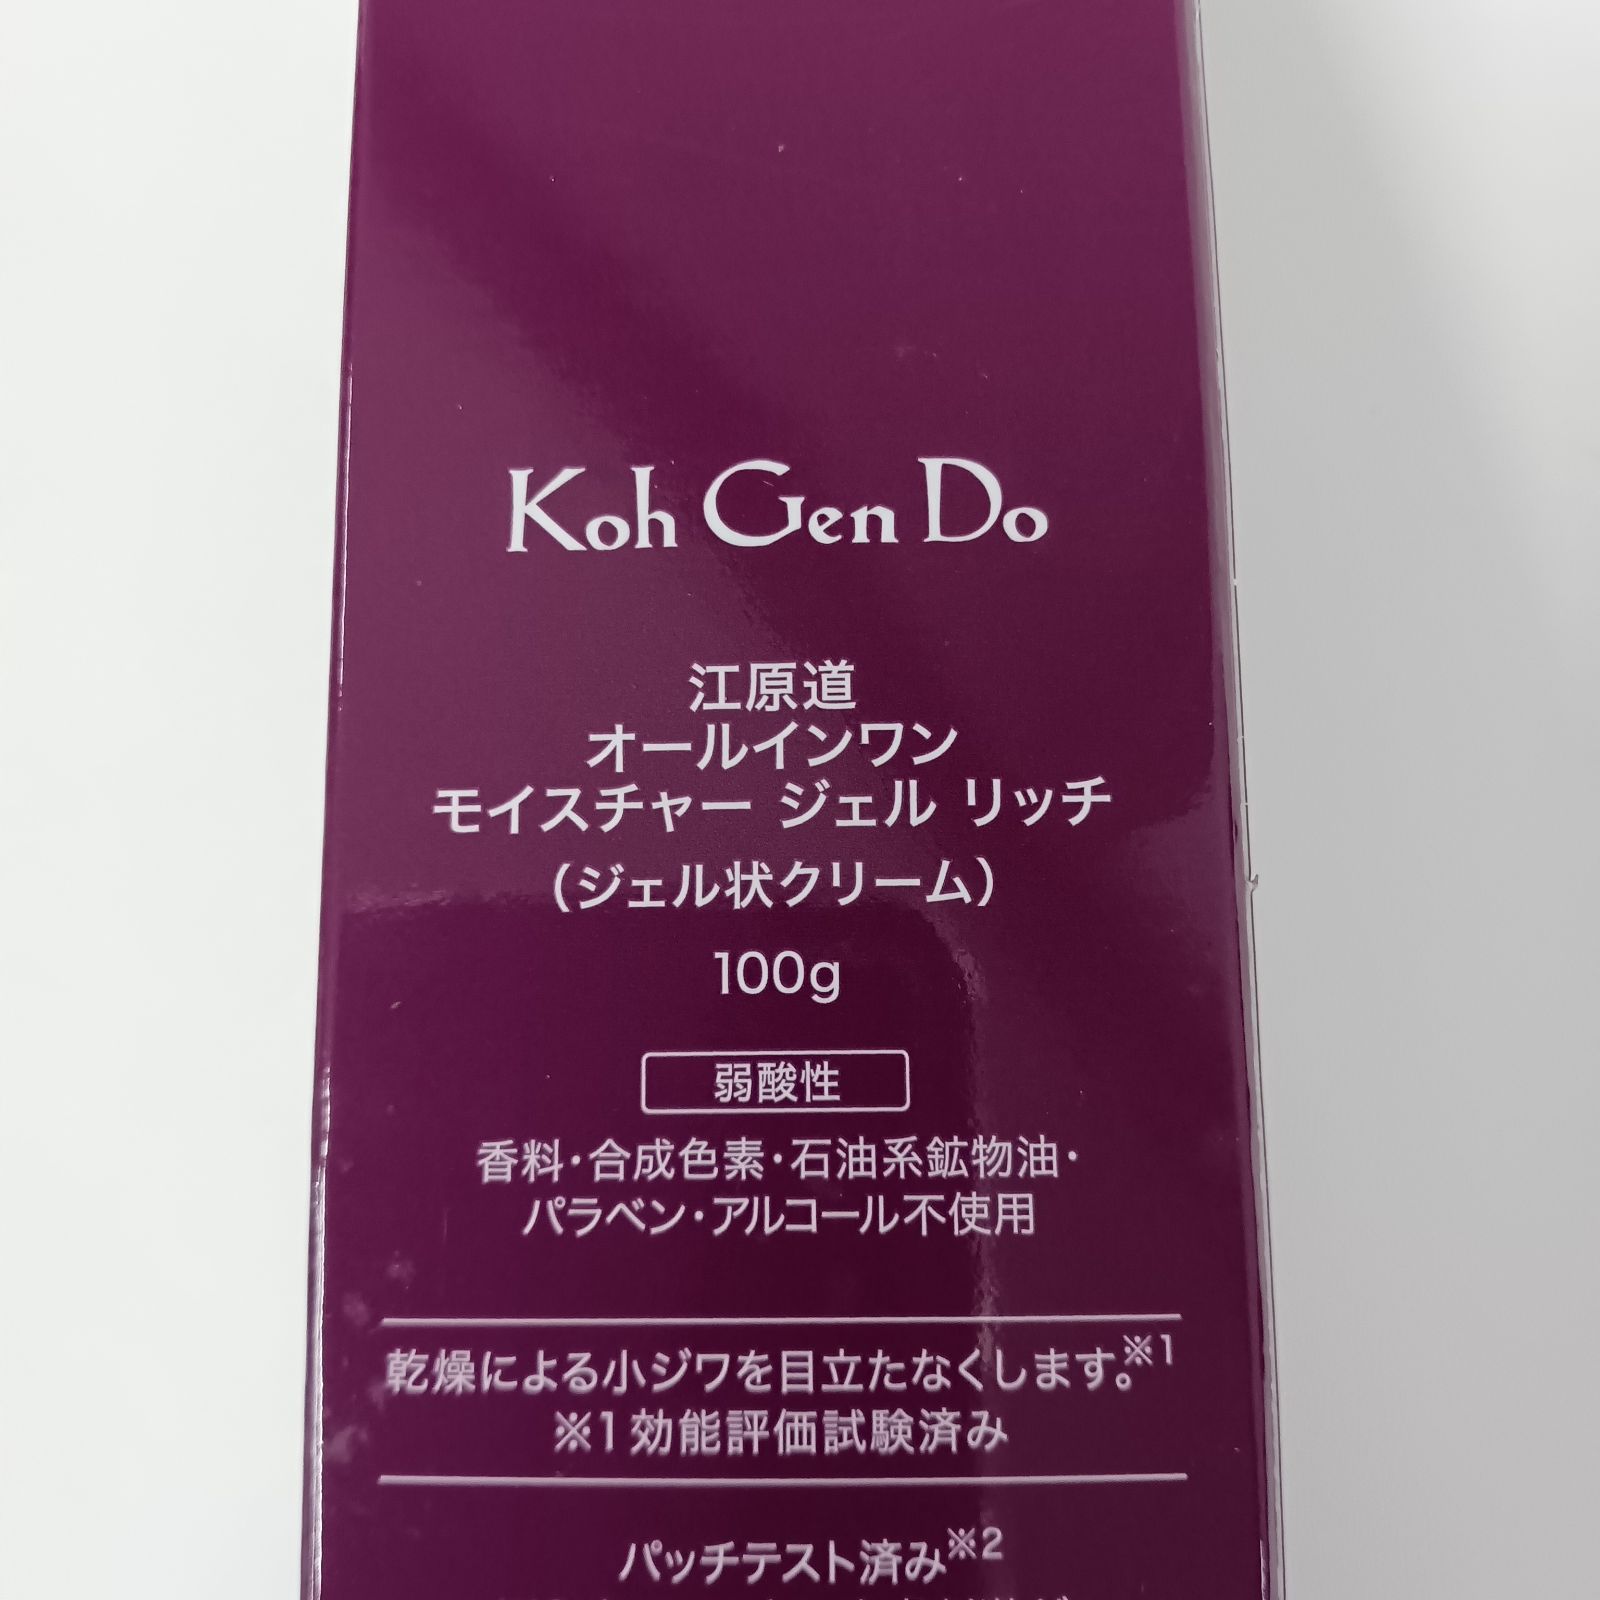 Koh Gen Do
江原道
オールインワン
モイスチャー ジェル リッチ
（ジェル状クリーム）
100g
弱酸性
香料・合成色素・石油系鉱物油・
パラベン・アルコール不使用
乾燥による小ジワを目立たなくします。※1
※1効能評価試験済み
パッチテスト済み※2